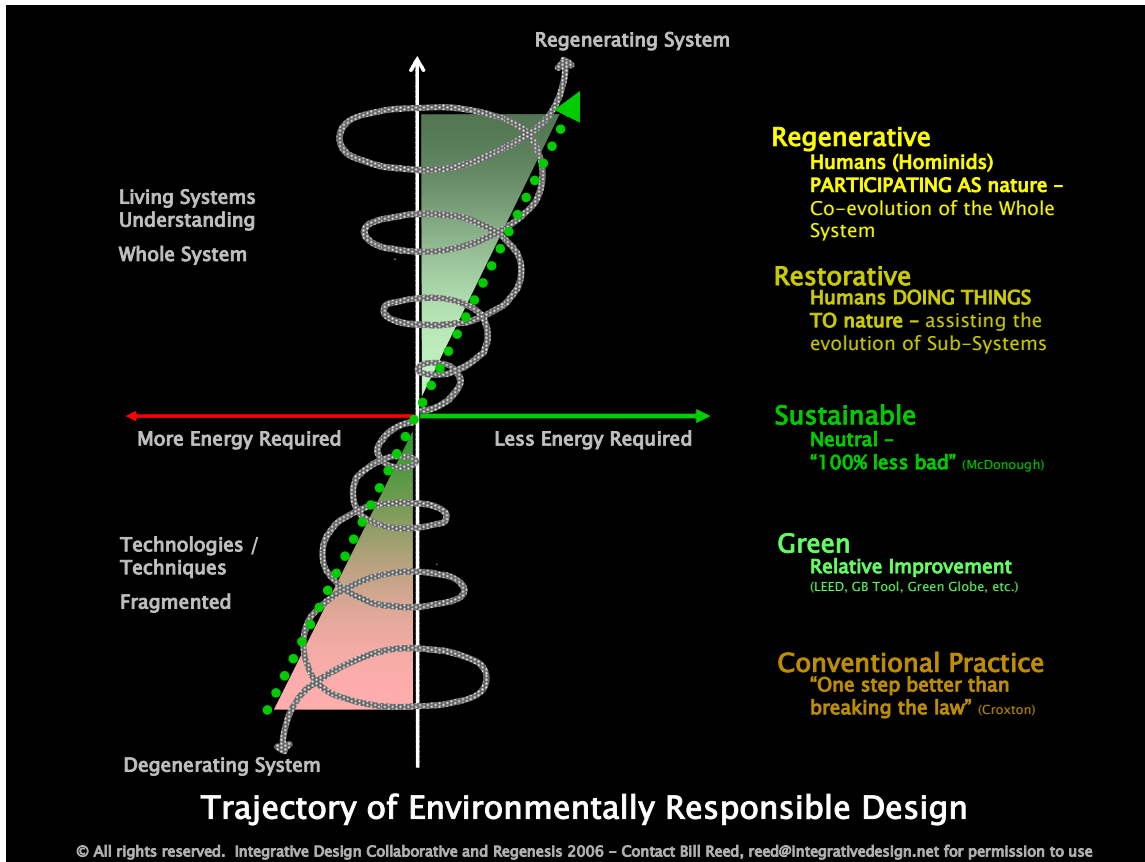 Regenerating System
Regenerative
Humans (Hominids)
PARTICIPATING AS nature –
Co-evolution of the Whole
System
Living Systems
Understanding
Whole System
Restorative
Humans DOING THINGS
TO nature – assisting the
evolution of Sub-Systems
More Energy Required
Less Energy Required
Sustainable
Neutral –
“100% less bad” (McDonough)
Technologies /
Techniques
Fragmented
Green
Relative Improvement
(LEED, GB Tool, Green Globe, etc.)
Conventional Practice
“One step better than
breaking the law” (Croxton)
Degenerating System
Trajectory of Environmentally Responsible Design
© All rights reserved. Integrative Design Collaborative and Regenesis 2006 – Contact Bill Reed, reed@integrativedesign.net for permission to use